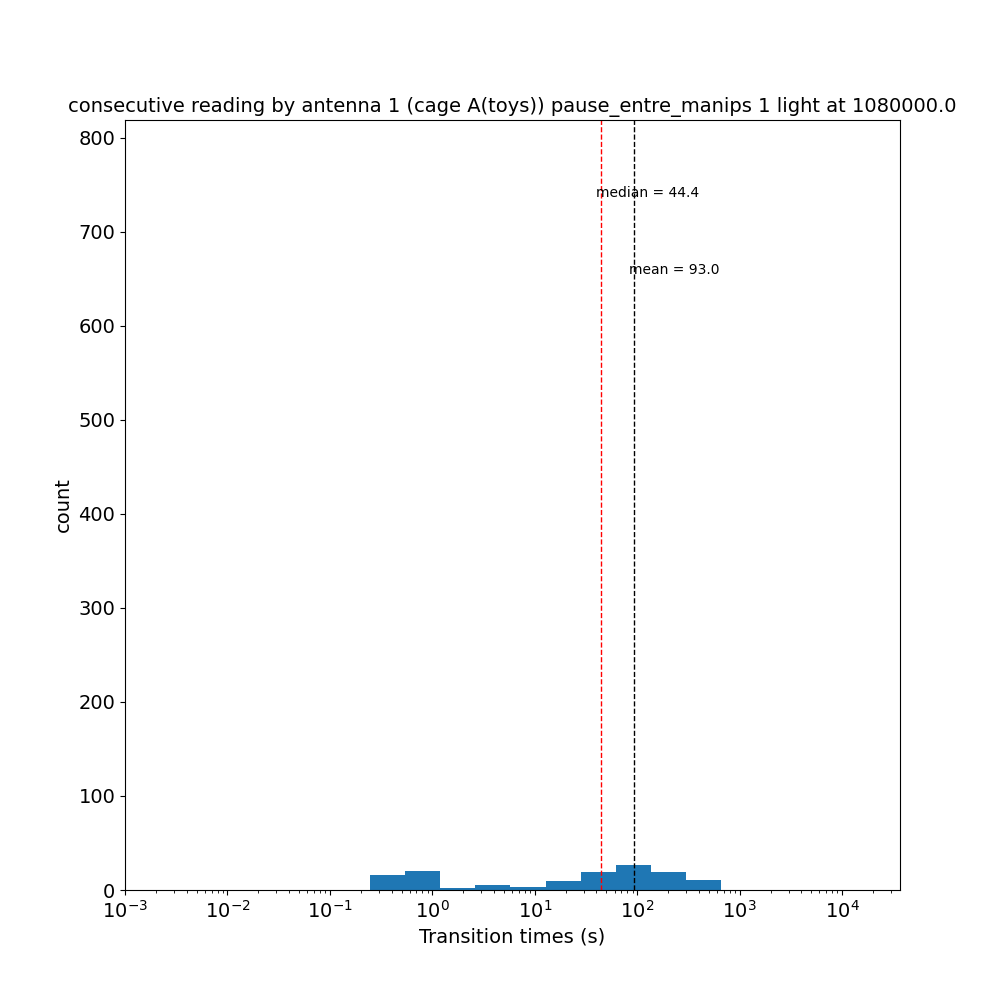 consecutive reading by antenna 1 (cage A(toys)) pause_entre_manips 1 light at 1080000.0
800
median = 44.4
700
mean = 93.0
600
500
count
400
300
200
100
0
10⁻³ 10⁻² 10⁻¹ 10⁰ 10¹ 10² 10³ 10⁴
Transition times (s)